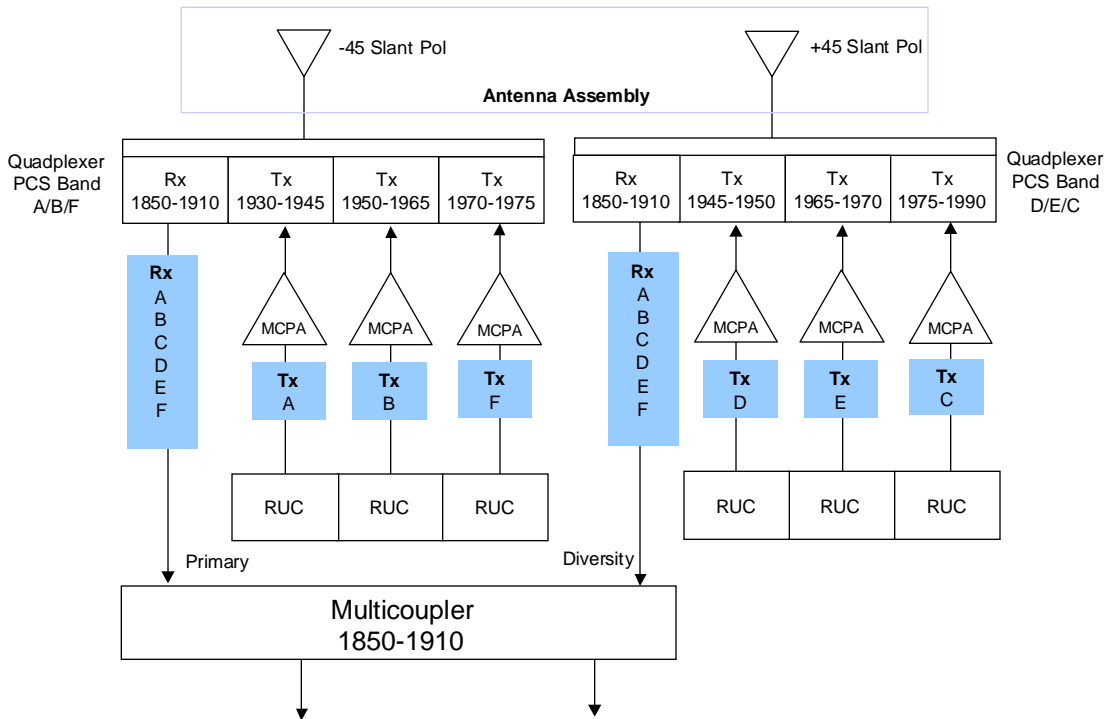 -45 Slant Pol
+45 Slant Pol
Antenna Assembly
Quadplexer
PCS Band
A/B/F
Rx
1850-1910
Tx
1930-1945
Tx
1950-1965
Tx
1970-1975
Rx
1850-1910
Tx
1945-1950
Tx
1965-1970
Tx
1975-1990
Quadplexer
PCS Band
D/E/C
Rx
A
B
C
D
E
F
MCPA
MCPA
MCPA
Tx
A
Tx
B
Tx
F
RUC
RUC
RUC
Rx
A
B
C
D
E
F
MCPA
MCPA
MCPA
Tx
D
Tx
E
Tx
C
RUC
RUC
RUC
Primary
Diversity
Multicoupler
1850-1910